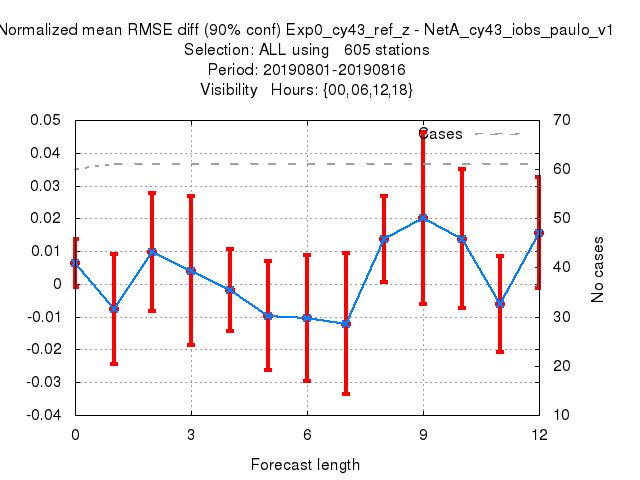 Normalized mean RMSE diff (90% conf) Exp0_cy43_ref_z - NetA_cy43_iobs_paulo_v1
Selection: ALL using 605 stations
Period: 20190801-20190816
Visibility Hours: {00,06,12,18}
0.05
0.04
0.03
0.02
0.01
0
-0.01
-0.02
-0.03
-0.04
Cases
70
60
50
40
30
20
10
No cases
0 3 6 9 12
Forecast length